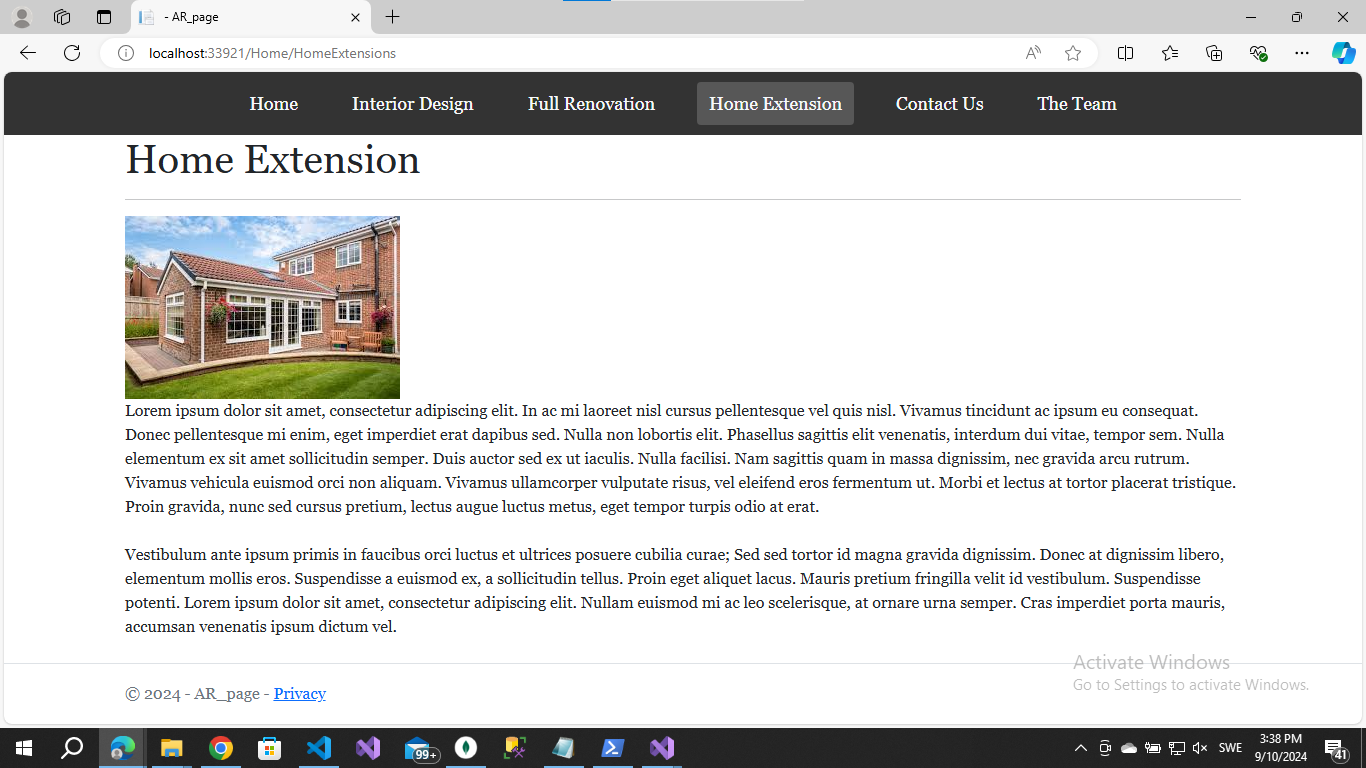 - AR_page
localhost:33921/Home/HomeExtensions
Home Interior Design Full Renovation Home Extension Contact Us The Team
Home Extension
Lorem ipsum dolor sit amet, consectetur adipiscing elit. In ac mi laoreet nisl cursus pellentesque vel quis nisl. Vivamus tincidunt ac ipsum eu consequat.
Donec pellentesque mi enim, eget imperdiet erat dapibus sed. Nulla non lobortis elit. Phasellus sagittis elit venenatis, interdum dui vitae, tempor sem. Nulla
elementum ex sit amet sollicitudin semper. Duis auctor sed ex ut iaculis. Nulla facilisi. Nam sagittis quam in massa dignissim, nec gravida arcu rutrum.
Vivamus vehicula euismod orci non aliquam. Vivamus ullamcorper vulputate risus, vel eleifend eros fermentum ut. Morbi et lectus at tortor placerat tristique.
Proin gravida, nunc sed cursus pretium, lectus augue luctus metus, eget tempor turpis odio at erat.
Vestibulum ante ipsum primis in faucibus orci luctus et ultrices posuere cubilia curae; Sed sed tortor id magna gravida dignissim. Donec at dignissim libero,
elementum mollis eros. Suspendisse a euismod ex, a sollicitudin tellus. Proin eget aliquet lacus. Mauris pretium fringilla velit id vestibulum. Suspendisse
potenti. Lorem ipsum dolor sit amet, consectetur adipiscing elit. Nullam euismod mi ac leo scelerisque, at ornare urna semper. Cras imperdiet porta mauris,
accumsan venenatis ipsum dictum vel.
Activate Windows
Go to Settings to activate Windows.
© 2024 - AR_page - Privacy
99+
SWE
3:38 PM
9/10/2024
41